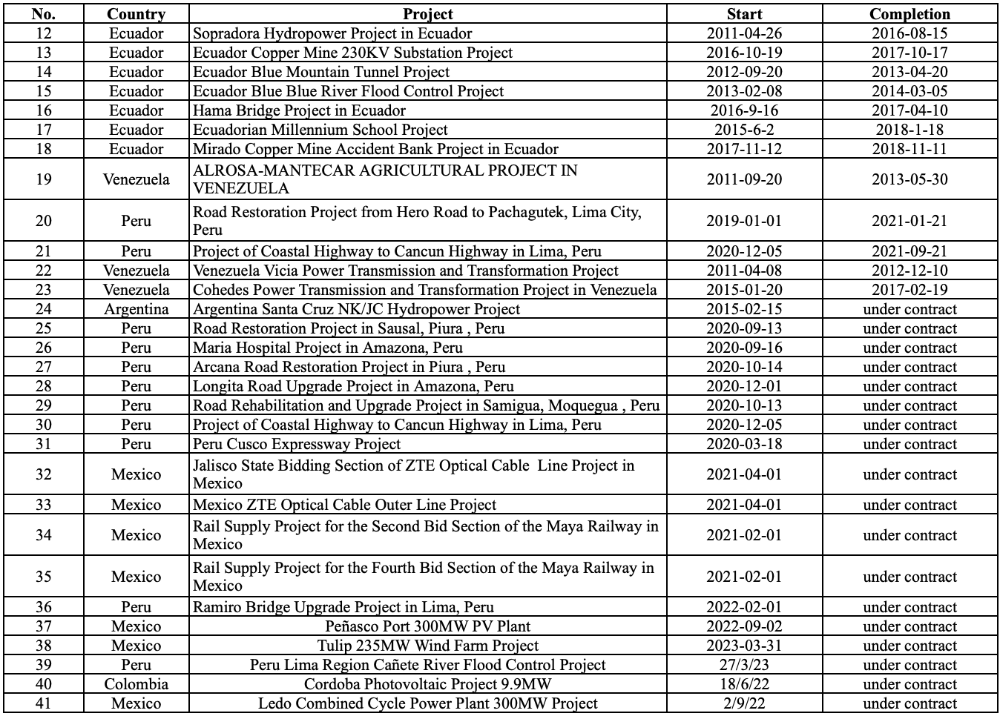 No. Country Project Start Completion
12 Ecuador Sopradora Hydropower Project in Ecuador 2011-04-26 2016-08-15
13 Ecuador Ecuador Copper Mine 230KV Substation Project 2016-10-19 2017-10-17
14 Ecuador Ecuador Blue Mountain Tunnel Project 2012-09-20 2013-04-20
15 Ecuador Ecuador Blue Blue River Flood Control Project 2013-02-08 2014-03-05
16 Ecuador Hama Bridge Project in Ecuador 2016-9-16 2017-04-10
17 Ecuador Ecuadorian Millennium School Project 2015-6-2 2018-1-18
18 Ecuador Mirado Copper Mine Accident Bank Project in Ecuador 2017-11-12 2018-11-11
19 Venezuela ALROSA-MANTECAR AGRICULTURAL PROJECT IN
VENEZUELA 2011-09-20 2013-05-30
20 Peru Road Restoration Project from Hero Road to Pachagutek, Lima City,
Peru 2019-01-01 2021-01-21
21 Peru Project of Coastal Highway to Cancun Highway in Lima, Peru 2020-12-05 2021-09-21
22 Venezuela Venezuela Vicia Power Transmission and Transformation Project 2011-04-08 2012-12-10
23 Venezuela Cohedes Power Transmission and Transformation Project in Venezuela 2015-01-20 2017-02-19
24 Argentina Argentina Santa Cruz NK/JC Hydropower Project 2015-02-15 under contract
25 Peru Road Restoration Project in Sausal, Piura , Peru 2020-09-13 under contract
26 Peru Maria Hospital Project in Amazona, Peru 2020-09-16 under contract
27 Peru Arcana Road Restoration Project in Piura , Peru 2020-10-14 under contract
28 Peru Longita Road Upgrade Project in Amazona, Peru 2020-12-01 under contract
29 Peru Road Rehabilitation and Upgrade Project in Samigua, Moquegua , Peru 2020-10-13 under contract
30 Peru Project of Coastal Highway to Cancun Highway in Lima, Peru 2020-12-05 under contract
31 Peru Peru Cusco Expressway Project 2020-03-18 under contract
32 Mexico Jalisco State Bidding Section of ZTE Optical Cable  Line Project in
Mexico 2021-04-01 under contract
33 Mexico Mexico ZTE Optical Cable Outer Line Project 2021-04-01 under contract
34 Mexico Rail Supply Project for the Second Bid Section of the Maya Railway in
Mexico 2021-02-01 under contract
35 Mexico Rail Supply Project for the Fourth Bid Section of the Maya Railway in
Mexico 2021-02-01 under contract
36 Peru Ramiro Bridge Upgrade Project in Lima, Peru 2022-02-01 under contract
37 Mexico Peñasco Port 300MW PV Plant 2022-09-02 under contract
38 Mexico Tulip 235MW Wind Farm Project 2023-03-31 under contract
39 Peru Peru Lima Region Cañete River Flood Control Project 27/3/23 under contract
40 Colombia Cordoba Photovoltaic Project 9.9MW 18/6/22 under contract
41 Mexico Ledo Combined Cycle Power Plant 300MW Project 2/9/22 under contract